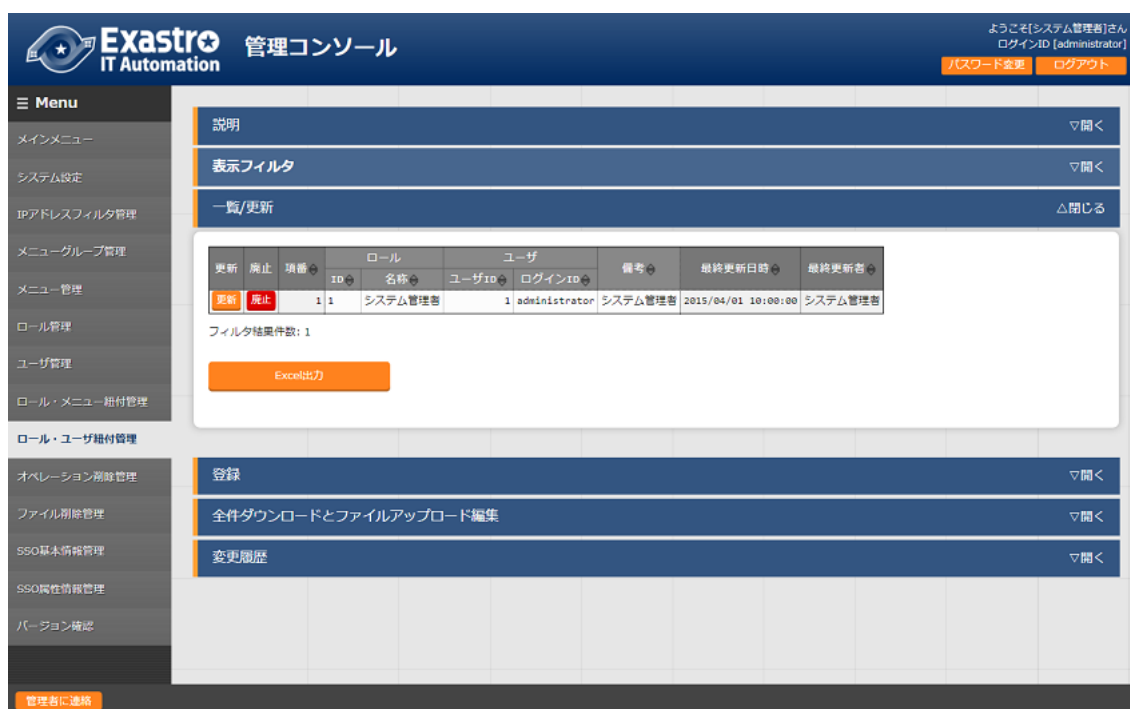 Exastro
IT Automation
管理コンソール
ようこそ[システム管理者]さん
ログインID [administrator]
パスワード変更 ログアウト
☰ Menu
メインメニュー
システム設定
IPアドレスフィルタ管理
メニューグループ管理
メニュー管理
ロール管理
ユーザ管理
ロール・メニュー紐付管理
ロール・ユーザ紐付管理
オペレーション削除管理
ファイル削除管理
SSO基本情報管理
SSO属性情報管理
バージョン確認
説明 ▽開く
表示フィルタ ▽開く
一覧/更新 △閉じる
更新 廃止 項番 ロール ユーザ 備考 最終更新日時 最終更新者
ID 名称 ユーザID ログインID
更新 廃止 1 1 システム管理者 1 administrator システム管理者 2015/04/01 10:00:00 システム管理者
フィルタ結果件数: 1
Excel出力
登録 ▽開く
全件ダウンロードとファイルアップロード編集 ▽開く
変更履歴 ▽開く
管理者に連絡